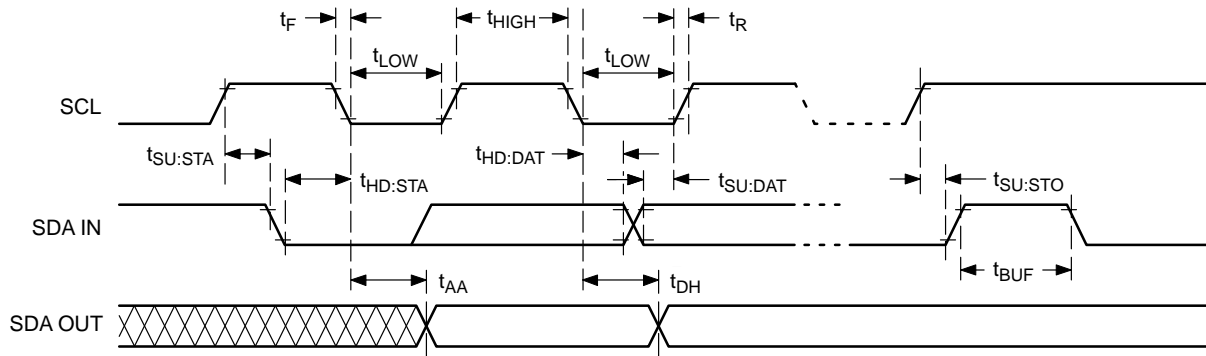 tF
tHIGH
tR
tLOW
tLOW
SCL
tSU:STA
tHD:STA
tHD:DAT
tSU:DAT
tSU:STO
SDA IN
tAA
tDH
tBUF
SDA OUT